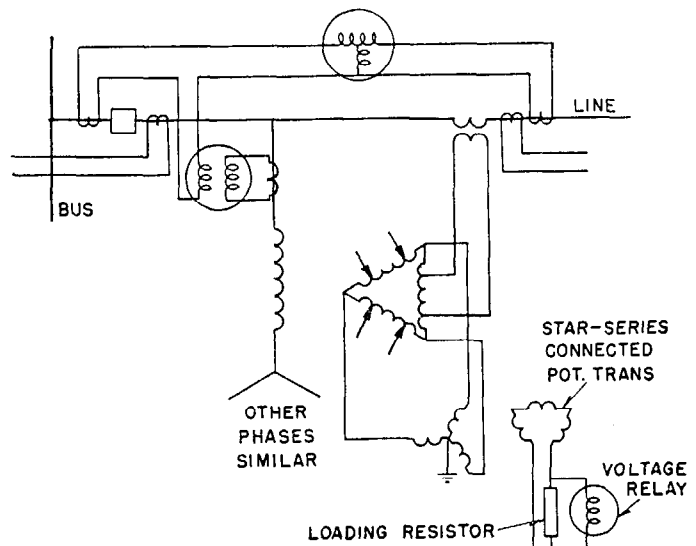 LINE
BUS
STAR-SERIES
CONNECTED
POT. TRANS
OTHER
PHASES
SIMILAR
VOLTAGE
RELAY
LOADING RESISTOR